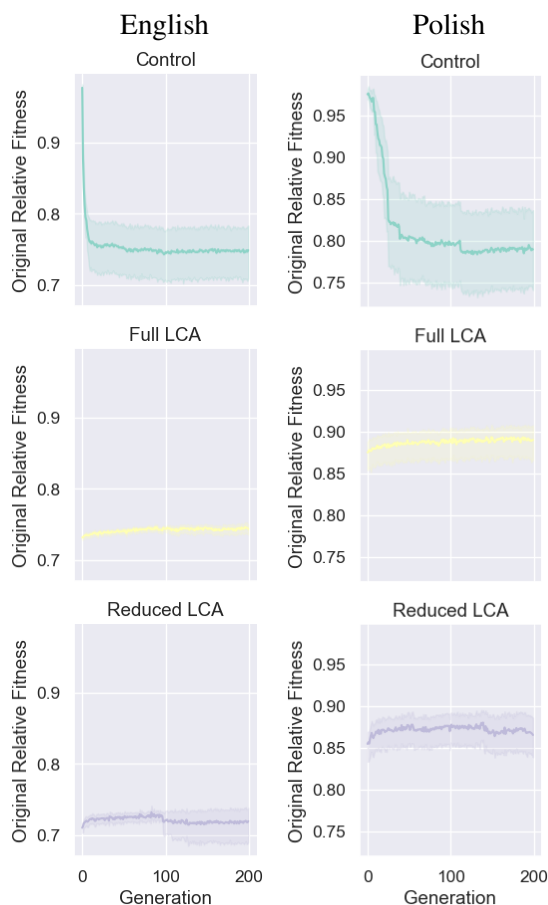 English Polish
Control Control
Original Relative Fitness
0.9
0.8
0.7
Original Relative Fitness
0.95
0.90
0.85
0.80
0.75
Full LCA Full LCA
Original Relative Fitness
0.9
0.8
0.7
Original Relative Fitness
0.95
0.90
0.85
0.80
0.75
Reduced LCA Reduced LCA
Original Relative Fitness
0.9
0.8
0.7
0 100 200
Generation
Original Relative Fitness
0.95
0.90
0.85
0.80
0.75
0 100 200
Generation